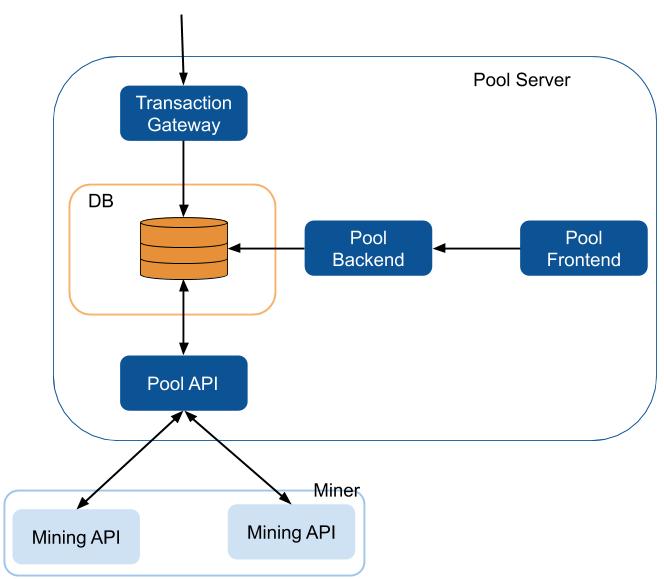 Pool Server
Transaction
Gateway
DB
Pool
Backend
Pool
Frontend
Pool API
Miner
Mining API
Mining API